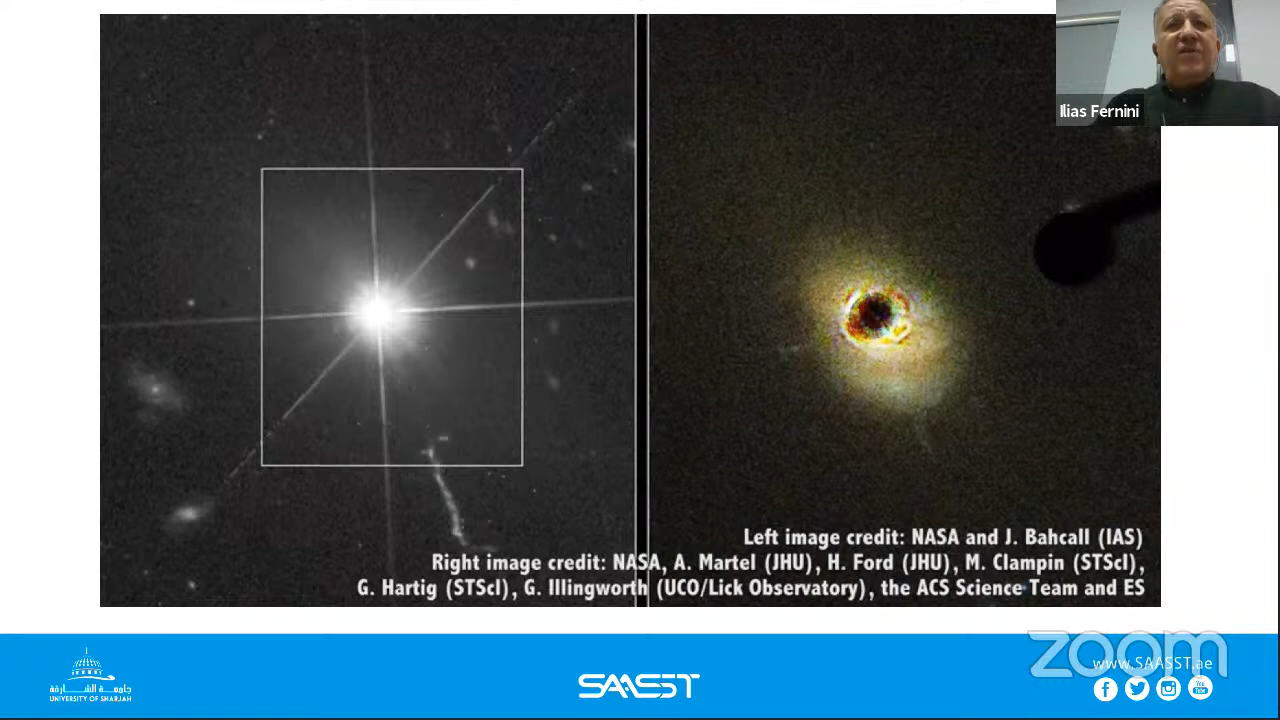 Ilias Fernini
Left image credit: NASA and J. Bahcall (IAS)
Right image credit: NASA, A. Martel (JHU), H. Ford (JHU), M. Clampin (STScI),
G. Hartig (STScI), G. Illingworth (UCO/Lick Observatory), the ACS Science Team and ES
zoom
www.SAASST.ae
جامعة الشارقة
UNIVERSITY OF SHARJAH
SAASST
You
Tube